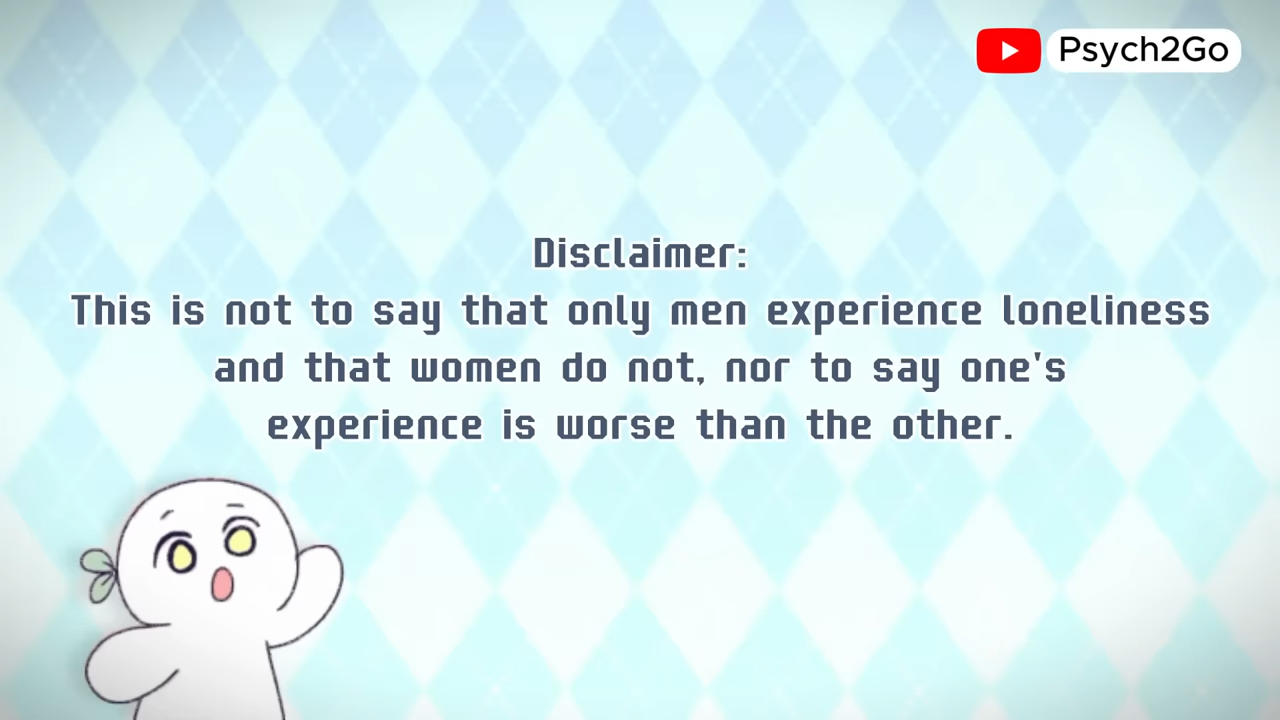 Psych2Go
Disclaimer:
This is not to say that only men experience loneliness
and that women do not, nor to say one's
experience is worse than the other.